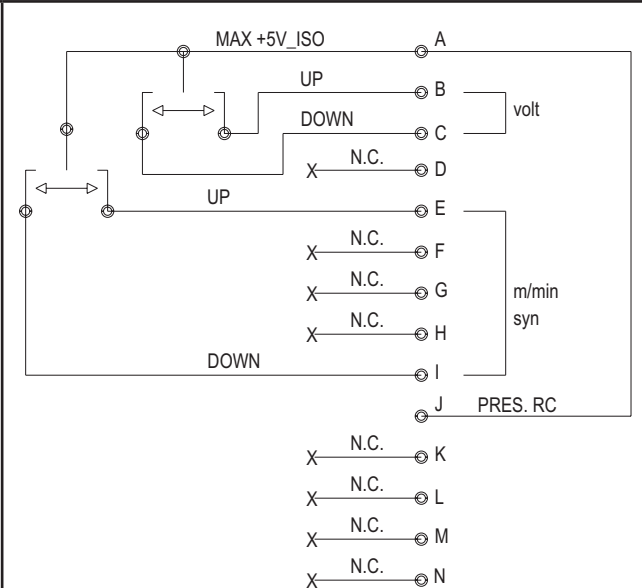 MAX +5V_ISO A
UP B
volt
DOWN C
X N.C. D
UP E
X N.C. F
X N.C. G
m/min
syn
X N.C. H
DOWN I
J PRES. RC
X N.C. K
X N.C. L
X N.C. M
X N.C. N